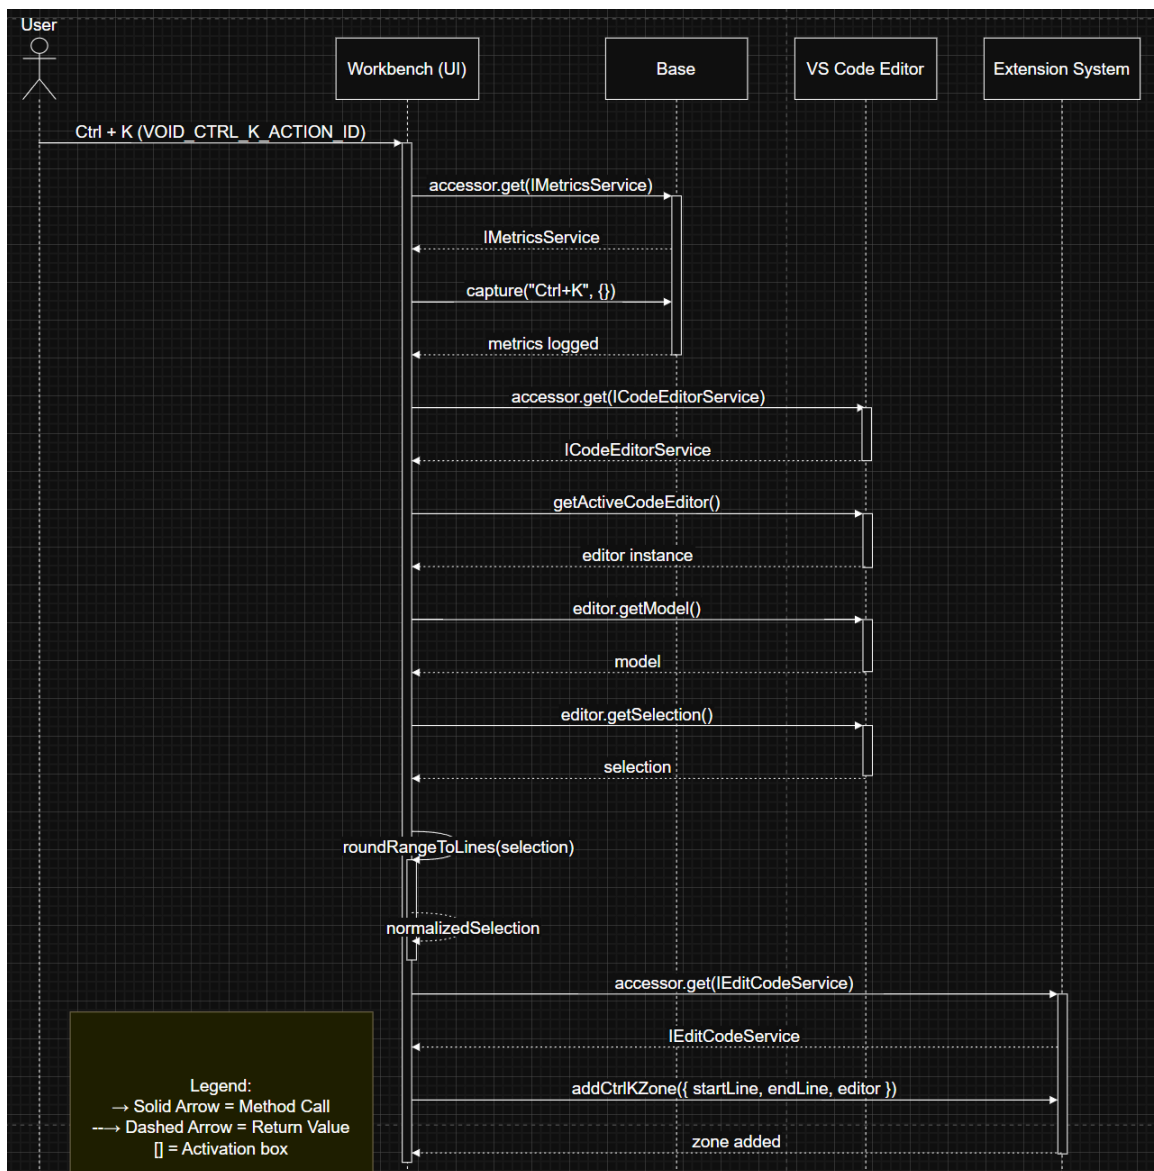 User
Workbench (UI)
Base
VS Code Editor
Extension System
Ctrl + K (VOID_CTRL_K_ACTION_ID)
accessor.get(IMetricsService)
IMetricsService
capture("Ctrl+K", {})
metrics logged
accessor.get(ICodeEditorService)
ICodeEditorService
getActiveCodeEditor()
editor instance
editor.getModel()
model
editor.getSelection()
selection
roundRangeToLines(selection)
normalizedSelection
accessor.get(IEditCodeService)
IEditCodeService
addCtrlKZone({ startLine, endLine, editor })
zone added
Legend:
→ Solid Arrow = Method Call
--→ Dashed Arrow = Return Value
[] = Activation box